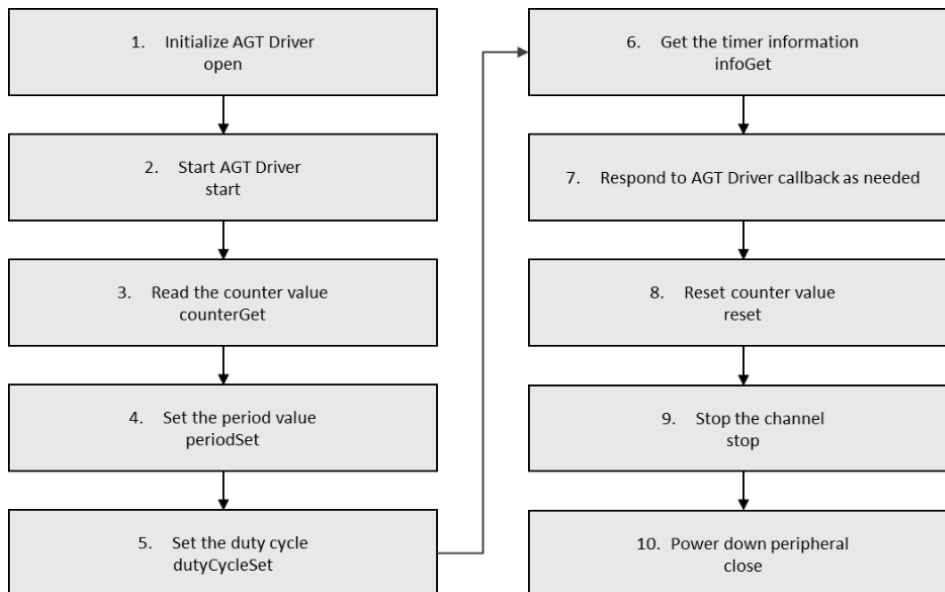 1. Initialize AGT Driver
open
2. Start AGT Driver
start
3. Read the counter value
counterGet
4. Set the period value
periodSet
5. Set the duty cycle
dutyCycleSet
6. Get the timer information
infoGet
7. Respond to AGT Driver callback as needed
8. Reset counter value
reset
9. Stop the channel
stop
10. Power down peripheral
close